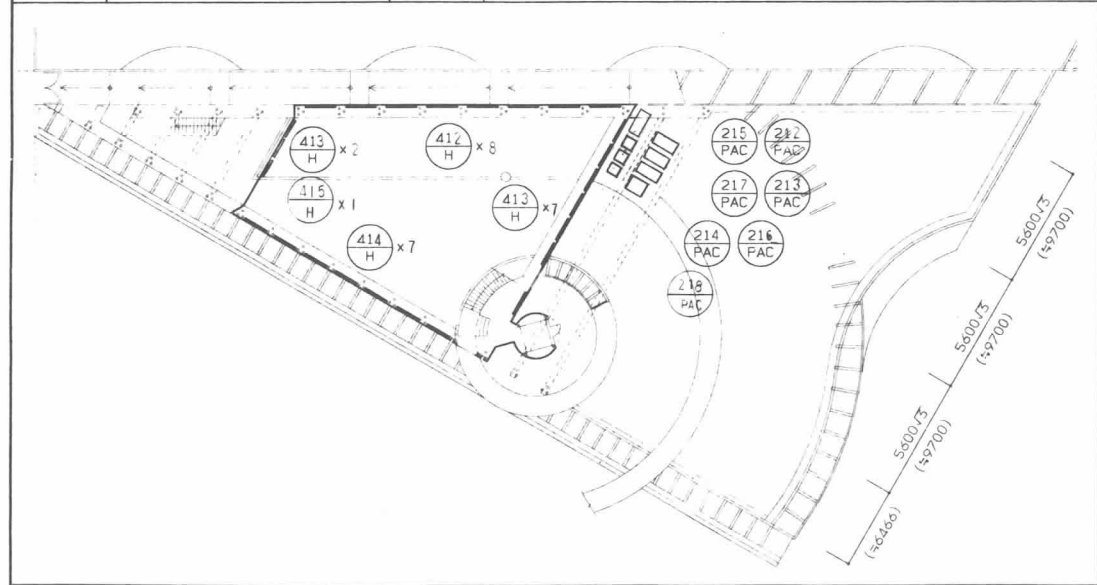 413
H
x 2
412
H
x 8
415
H
x 1
413
H
x 7
414
H
x 7
215
PAC
212
PAC
217
PAC
213
PAC
214
PAC
216
PAC
218
PAC
5600√3
(≒9700)
5600√3
(≒9700)
5600√3
(≒9700)
(≒6466)